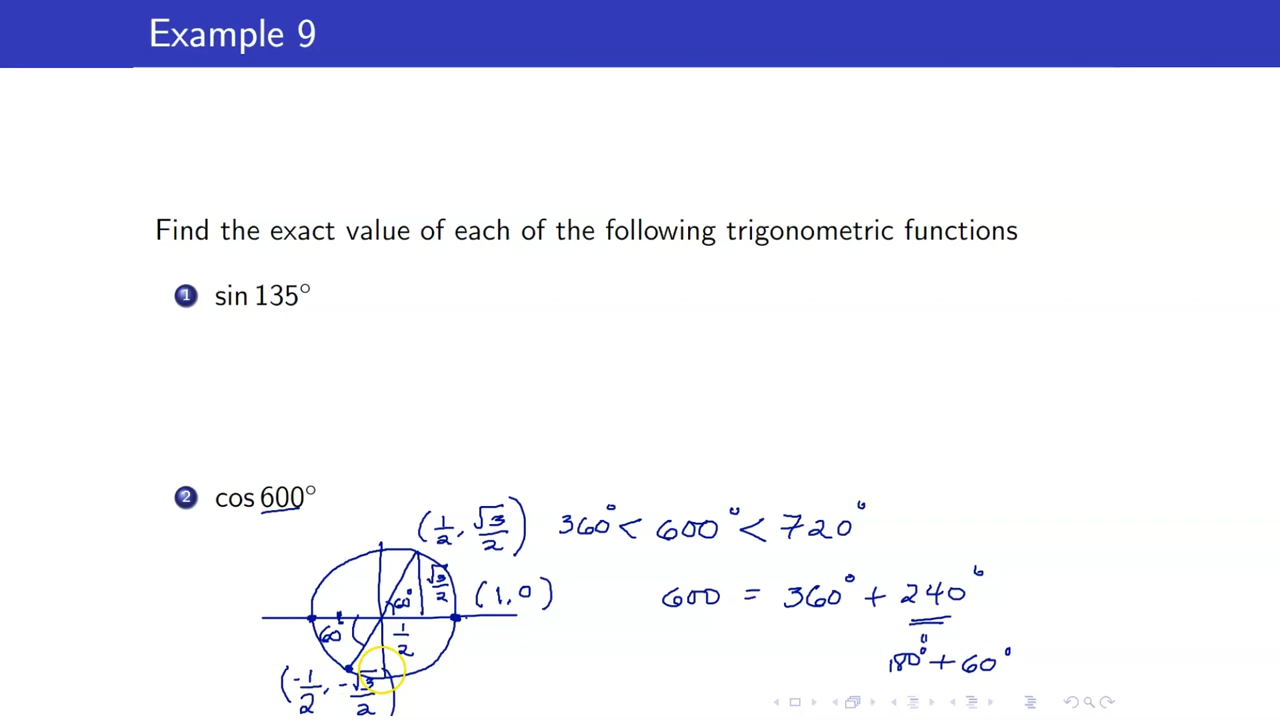 Example 9
Find the exact value of each of the following trigonometric functions
1 sin 135°
2 cos 600°
(1/2, √3/2) 360° < 600° < 720°
60° √3/2 (1, 0) 600 = 360° + 240°
60° 1/2
180° + 60°
(-1/2, -√3/2)